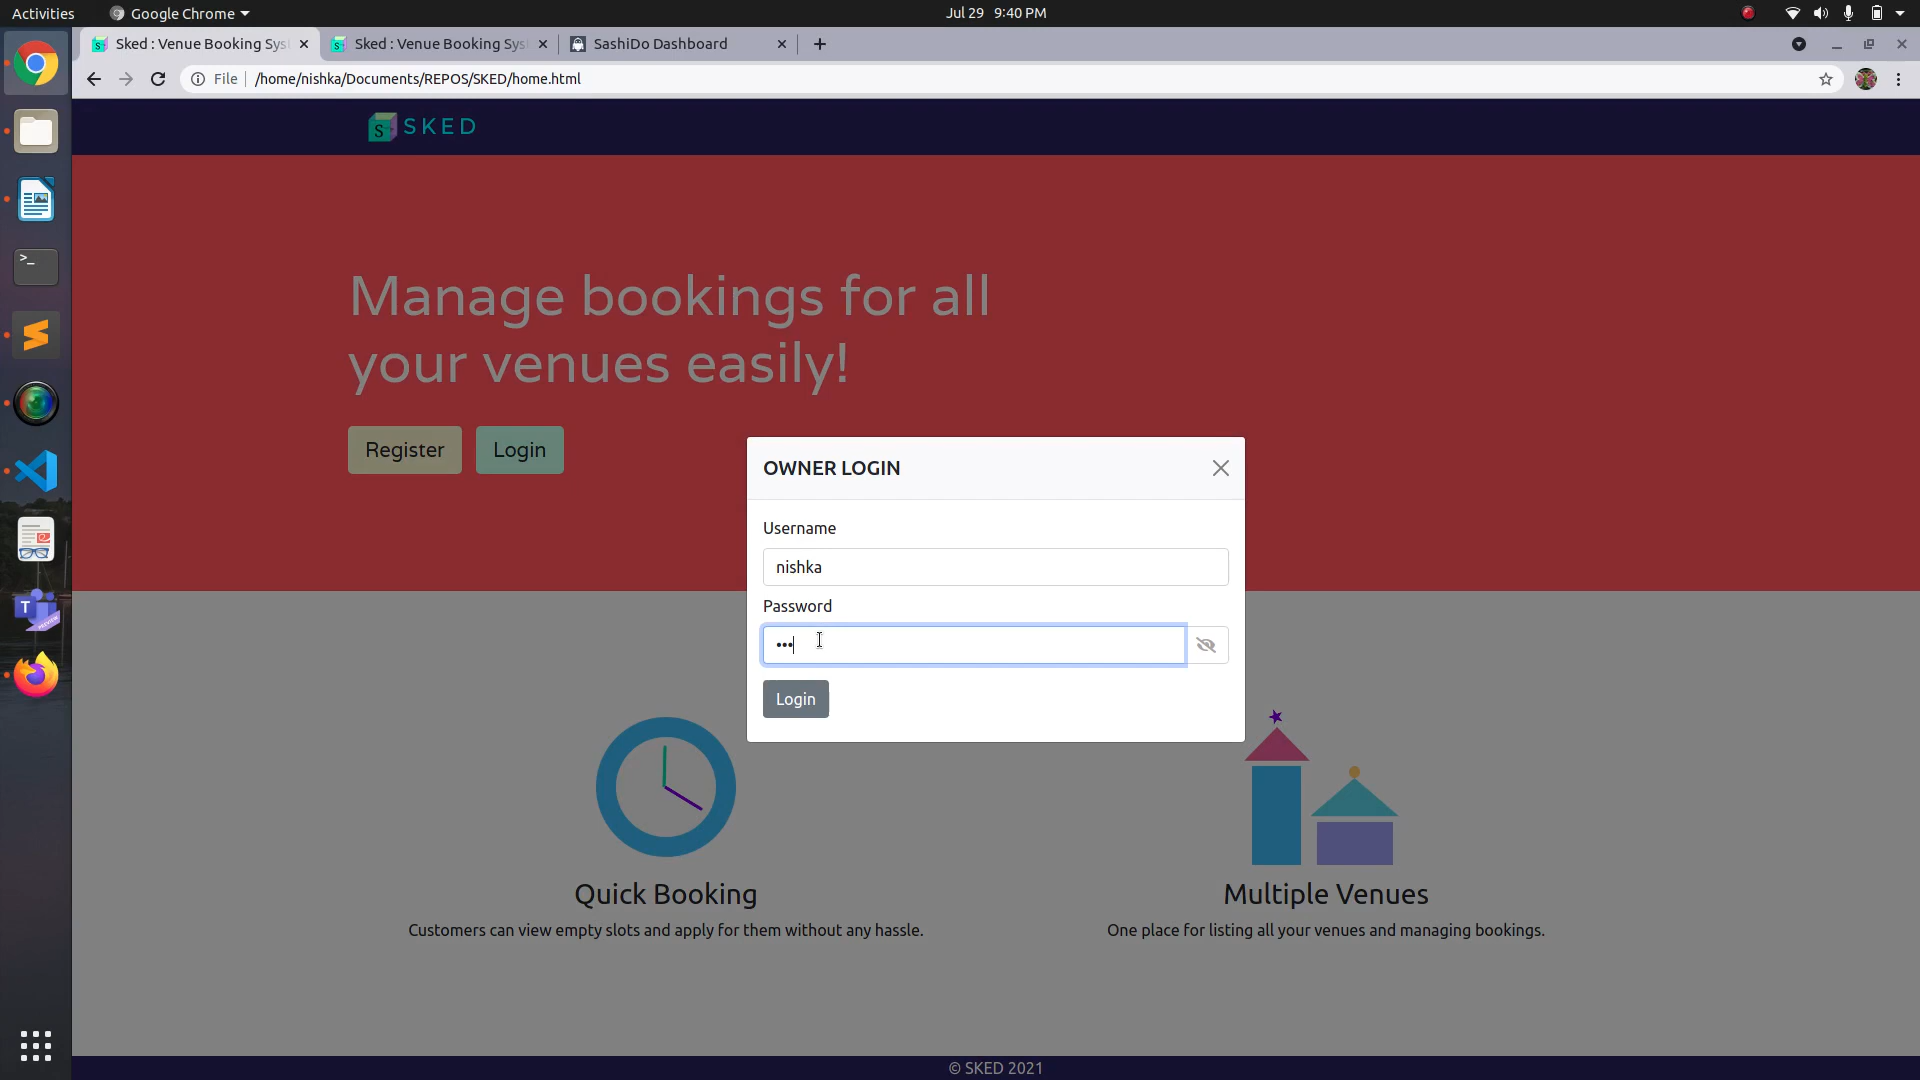 Activities
Google Chrome
Jul 29 9:40 PM
Sked : Venue Booking Sys
Sked : Venue Booking Sys
SashiDo Dashboard
File
/home/nishka/Documents/REPOS/SKED/home.html
S SKED
Manage bookings for all
your venues easily!
Register
Login
OWNER LOGIN
Username
nishka
Password
•••
Login
Quick Booking
Customers can view empty slots and apply for them without any hassle.
Multiple Venues
One place for listing all your venues and managing bookings.
© SKED 2021